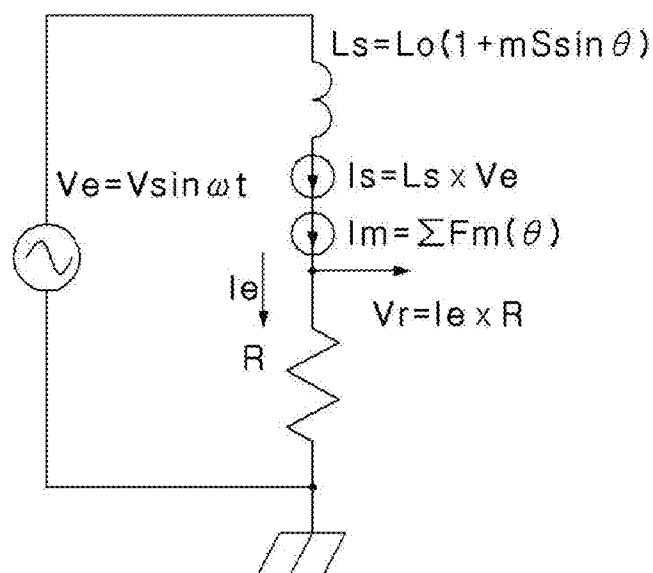 Ls=Lo(1+mSsinθ)
Ve=Vsinωt
Is=Ls×Ve
Im=ΣFm(θ)
Ie
Vr=Ie×R
R